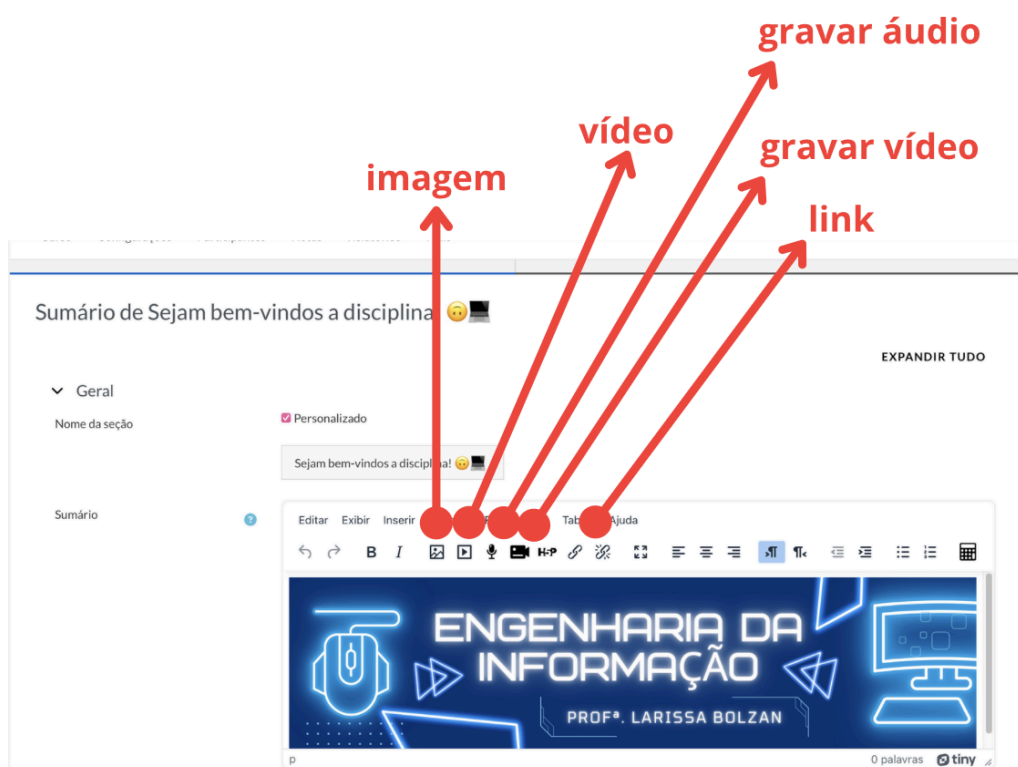 gravar áudio
vídeo
gravar vídeo
imagem
link
Sumário de Sejam bem-vindos a disciplina
EXPANDIR TUDO
Geral
Nome da seção
Personalizado
Sejam bem-vindos a disciplina!
Sumário
Editar Exibir Inserir Ajuda
B I H-P
ENGENHARIA DA
INFORMAÇÃO
PROFª. LARISSA BOLZAN
p 0 palavras tiny